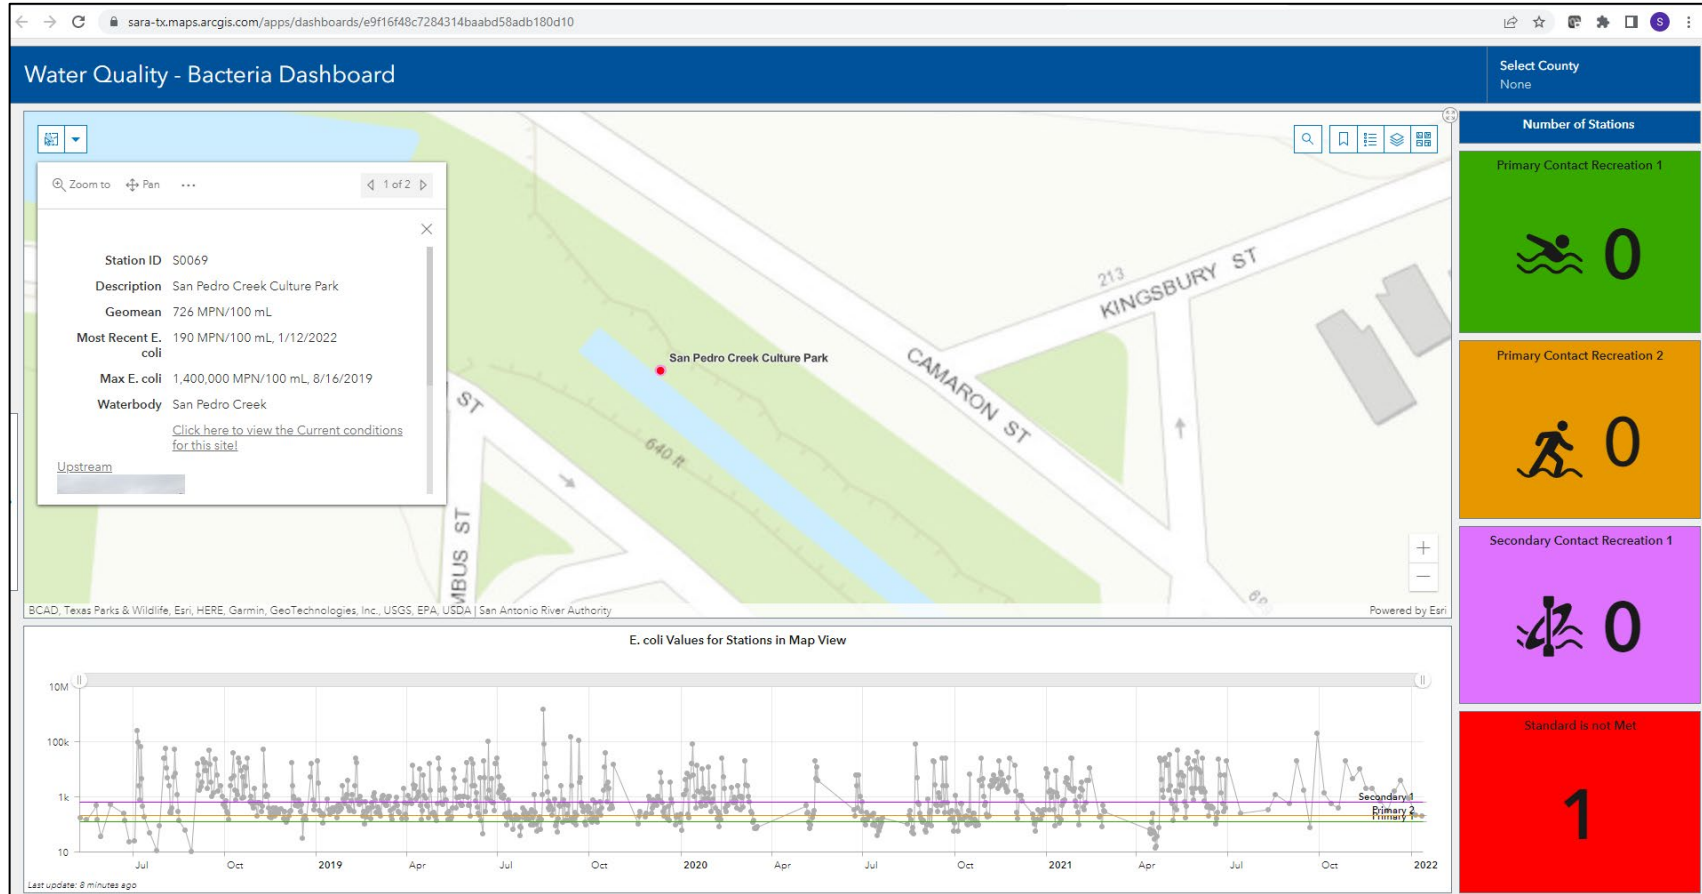 sara-tx.maps.arcgis.com/apps/dashboards/e9f16f48c7284314baabd58adb180d10
S
Water Quality - Bacteria Dashboard
Select County
None
Zoom to Pan ... 1 of 2
Station ID S0069
Description San Pedro Creek Culture Park
Geomean 726 MPN/100 mL
Most Recent E. coli 190 MPN/100 mL, 1/12/2022
Max E. coli 1,400,000 MPN/100 mL, 8/16/2019
Waterbody San Pedro Creek
Click here to view the Current conditions
for this site!
Upstream
San Pedro Creek Culture Park
213
KINGSBURY ST
CAMARON ST
ST
640 ft
MBUS ST
BCAD, Texas Parks & Wildlife, Esri, HERE, Garmin, GeoTechnologies, Inc., USGS, EPA, USDA | San Antonio River Authority
Powered by Esri
Number of Stations
Primary Contact Recreation 1
0
Primary Contact Recreation 2
0
Secondary Contact Recreation 1
0
Standard is not Met
1
E. coli Values for Stations in Map View
10M
100k
1k
10
Secondary 1
Primary 2
Primary 1
Jul Oct 2019 Apr Jul Oct 2020 Apr Jul Oct 2021 Apr Jul Oct 2022
Last update: 8 minutes ago